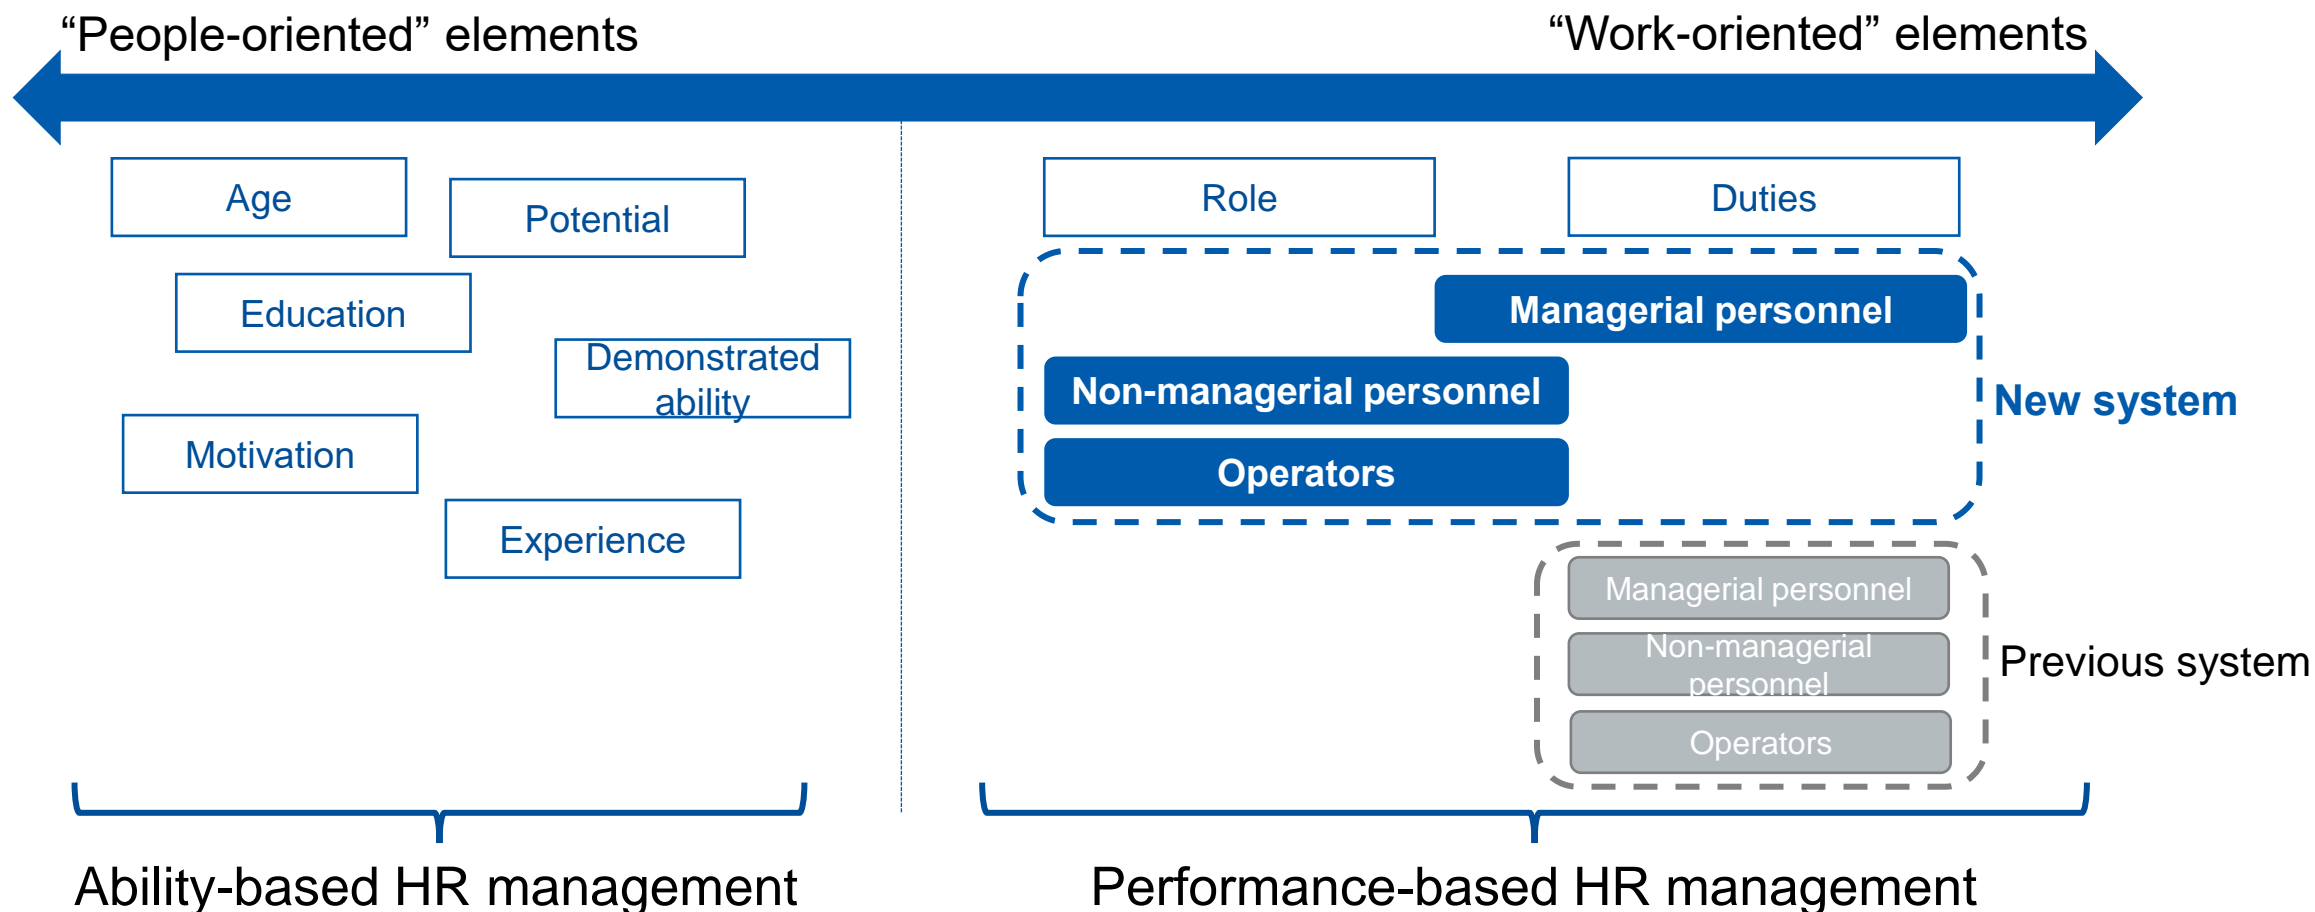 “People-oriented” elements
“Work-oriented” elements
Age
Potential
Education
Demonstrated
ability
Motivation
Experience
Role
Duties
Managerial personnel
Non-managerial personnel
Operators
New system
Managerial personnel
Non-managerial
personnel
Operators
Previous system
Ability-based HR management
Performance-based HR management